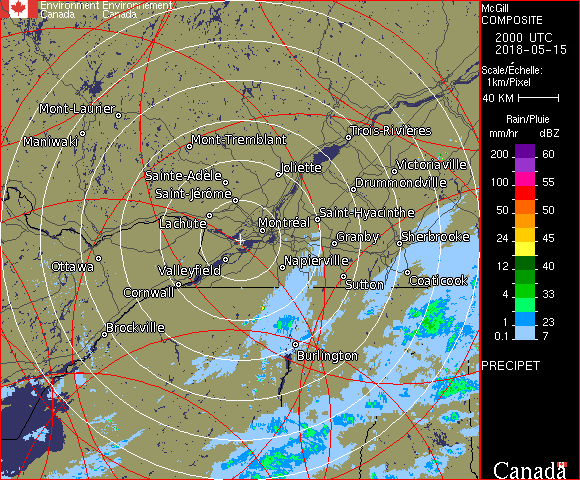 Environment Environnement
Canada Canada
McGill
COMPOSITE
2000 UTC
2018-05-15
Scale/Échelle:
1km/Pixel
40 KM
Rain/Pluie
mm/hr dBZ
200 60
150 57
100 55
50 50
24 45
12 40
4 33
1 23
0.1 7
PRECIPET
Canada
Mont-Laurier
Maniwaki
Mont-Tremblant
Trois-Rivières
Sainte-Adèle
Joliette
Victoriaville
Saint-Jérôme
Drummondville
Lachute
Saint-Hyacinthe
Montréal
Granby
Sherbrooke
Ottawa
Valleyfield
Napierville
Cornwall
Sutton
Coaticook
Brockville
Burlington